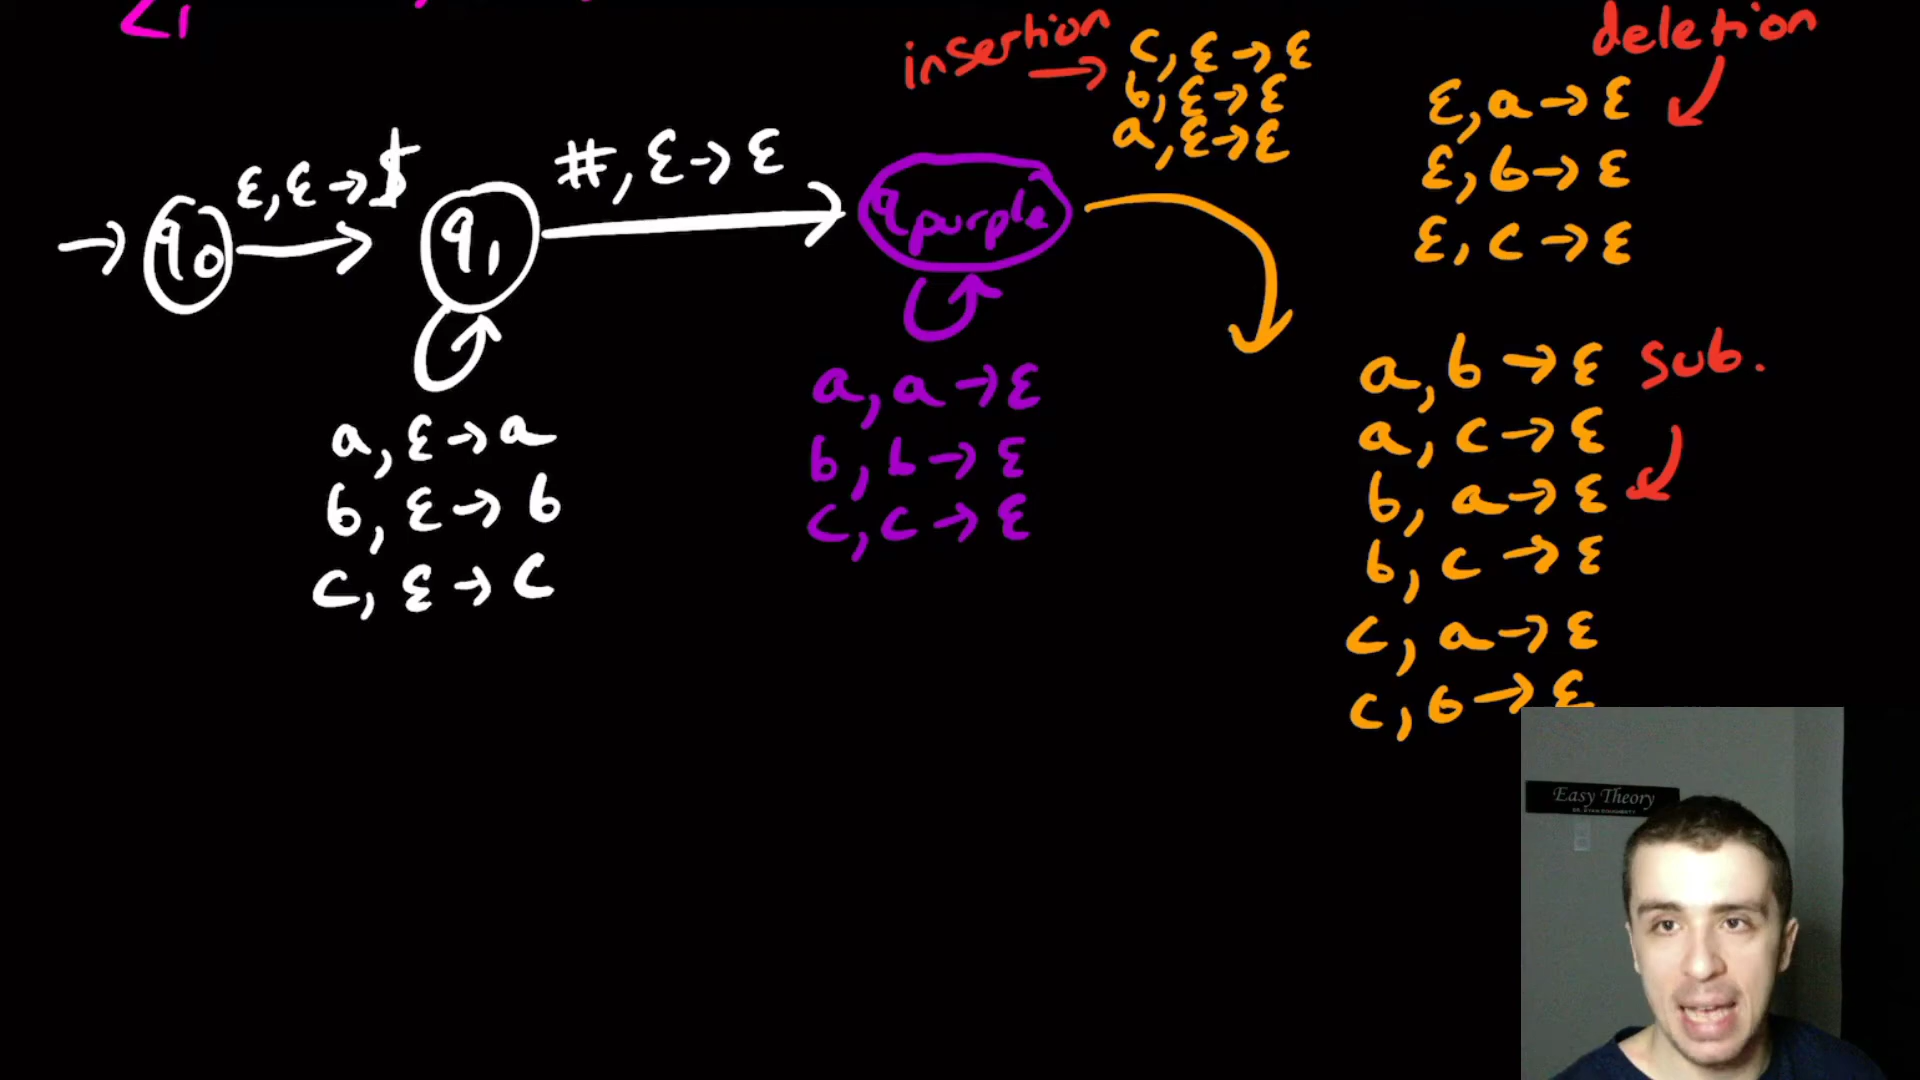 insertion →
c, ε → ε
b, ε → ε
a, ε → ε
deletion
ε, a → ε
ε, b → ε
ε, c → ε
→ q0
ε, ε → $
q1
#, ε → ε
qpurple
a, ε → a
b, ε → b
c, ε → c
a, a → ε
b, b → ε
c, c → ε
sub.
a, b → ε
a, c → ε
b, a → ε
b, c → ε
c, a → ε
c, b → ε
Easy Theory